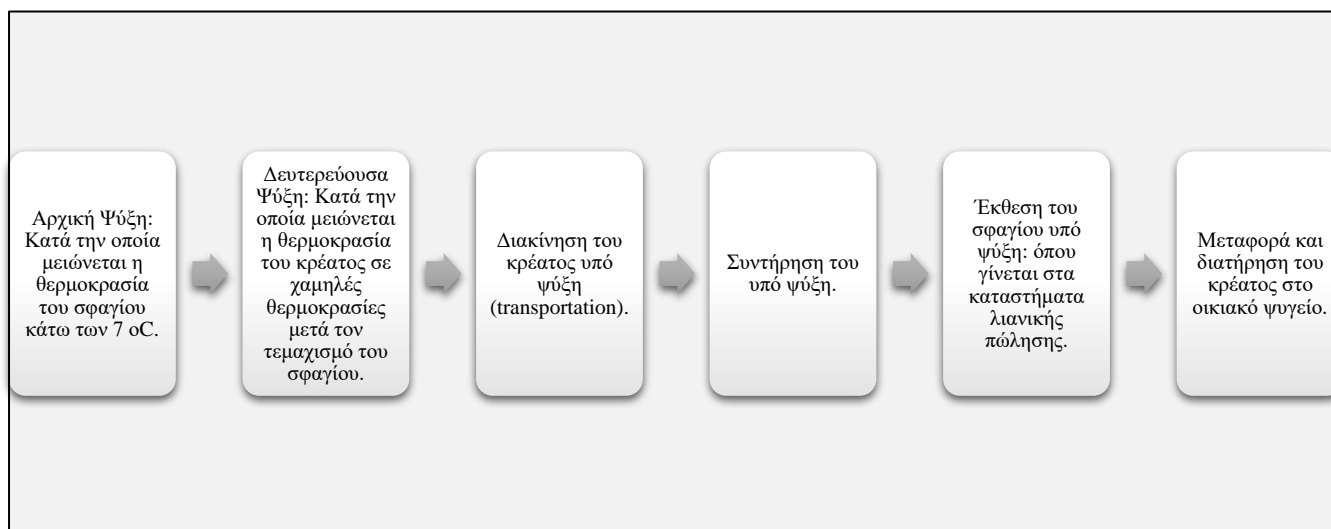 Αρχική Ψύξη:
Κατά την οποία
μειώνεται η
θερμοκρασία
του σφαγίου
κάτω των 7 οC.
Δευτερεύουσα
Ψύξη: Κατά την
οποία μειώνεται
η θερμοκρασία
του κρέατος σε
χαμηλές
θερμοκρασίες
μετά τον
τεμαχισμό του
σφαγίου.
Διακίνηση του
κρέατος υπό
ψύξη
(transportation).
Συντήρηση του
υπό ψύξη.
Έκθεση του
σφαγίου υπό
ψύξη: όπου
γίνεται στα
καταστήματα
λιανικής
πώλησης.
Μεταφορά και
διατήρηση του
κρέατος στο
οικιακό ψυγείο.